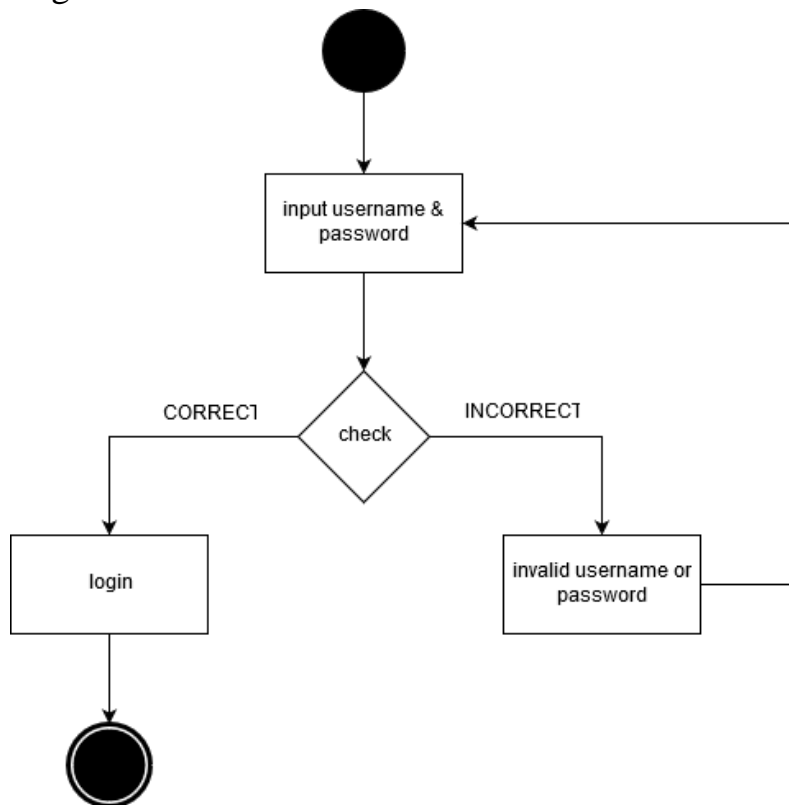 input username &
password
CORRECT
INCORRECT
check
login
invalid username or
password